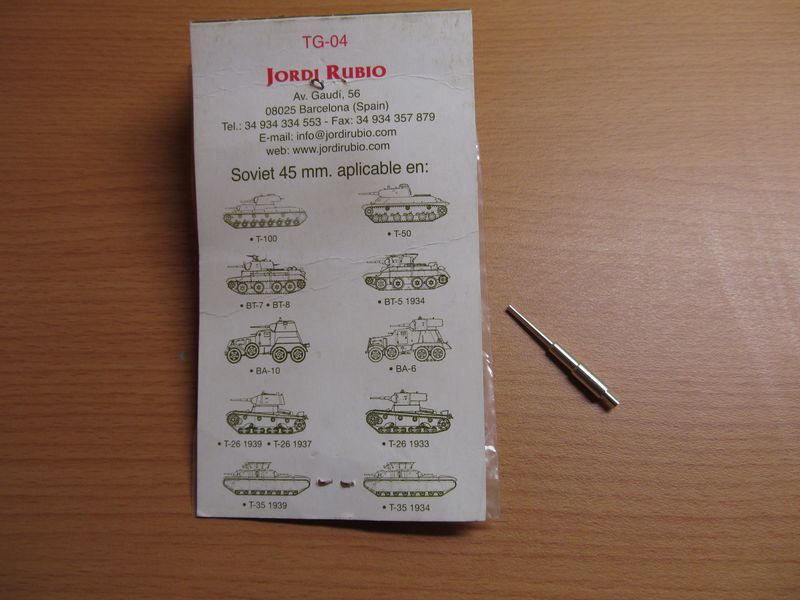 TG-04
JORDI RUBIO
Av. Gaudí, 56
08025 Barcelona (Spain)
Tel.: 34 934 334 553 - Fax: 34 934 357 879
E-mail: info@jordirubio.com
web: www.jordirubio.com
Soviet 45 mm. aplicable en:
• T-100
• T-50
• BT-7 • BT-8
• BT-5 1934
• BA-10
• BA-6
• T-26 1939 • T-26 1937
• T-26 1933
• T-35 1939
• T-35 1934